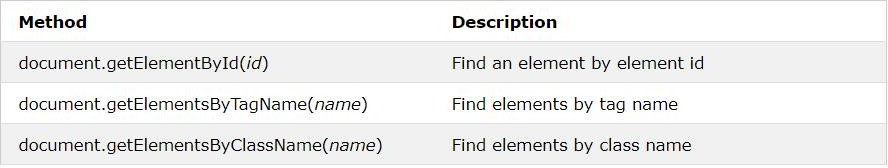 Method Description
document.getElementById(id) Find an element by element id
document.getElementsByTagName(name) Find elements by tag name
document.getElementsByClassName(name) Find elements by class name